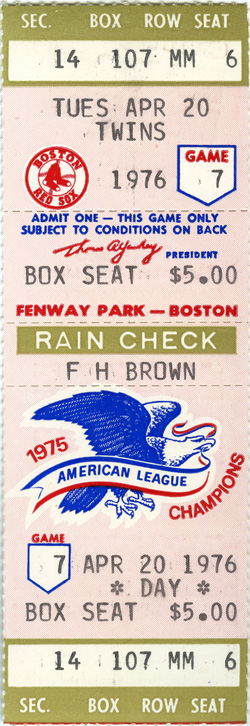 SEC. BOX ROW SEAT
14 107 MM 6
TUES APR 20
TWINS
BOSTON
RED SOX
1976
GAME
7
ADMIT ONE — THIS GAME ONLY
SUBJECT TO CONDITIONS ON BACK
PRESIDENT
BOX SEAT $5.00
FENWAY PARK — BOSTON
RAIN CHECK
F H BROWN
1975
AMERICAN LEAGUE
CHAMPIONS
GAME
7
APR 20 1976
* DAY *
BOX SEAT $5.00
14 107 MM 6
SEC. BOX ROW SEAT